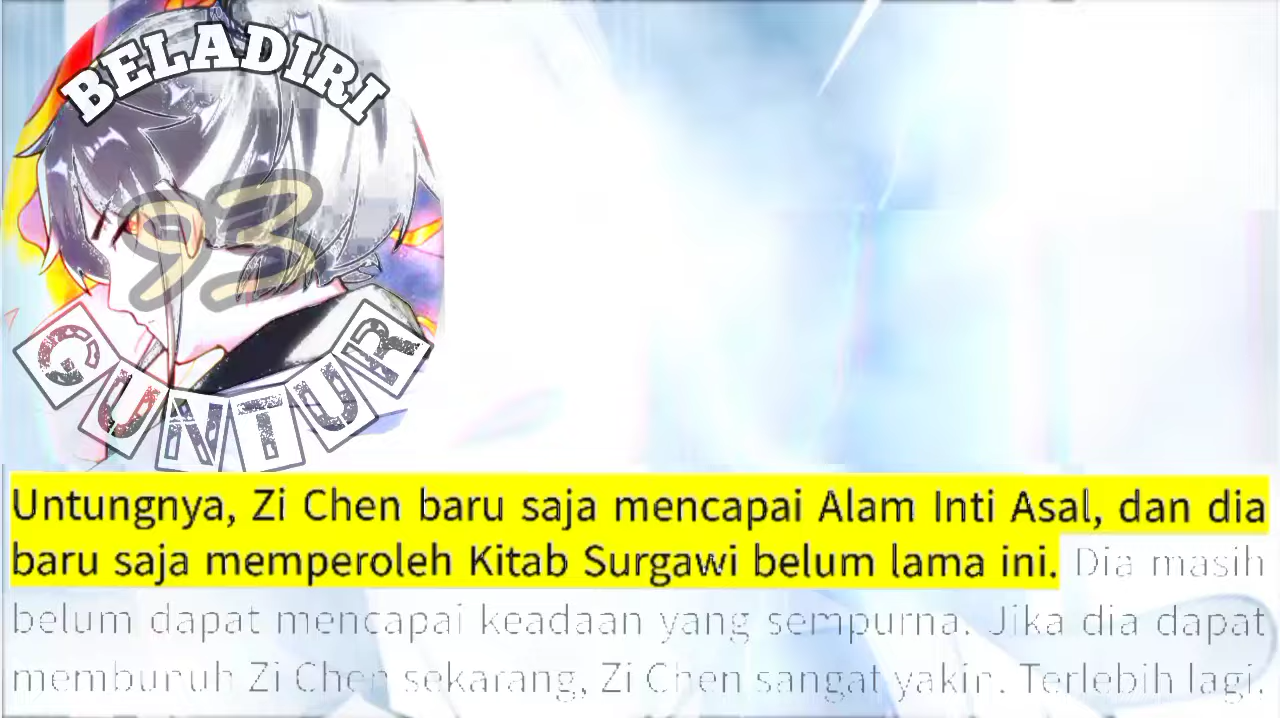 BELADIRI
93
GUNTUR
Untungnya, Zi Chen baru saja mencapai Alam Inti Asal, dan dia
baru saja memperoleh Kitab Surgawi belum lama ini. Dia masih
belum dapat mencapai keadaan yang sempurna. Jika dia dapat
membunuh Zi Chen sekarang, Zi Chen sangat yakin. Terlebih lagi.